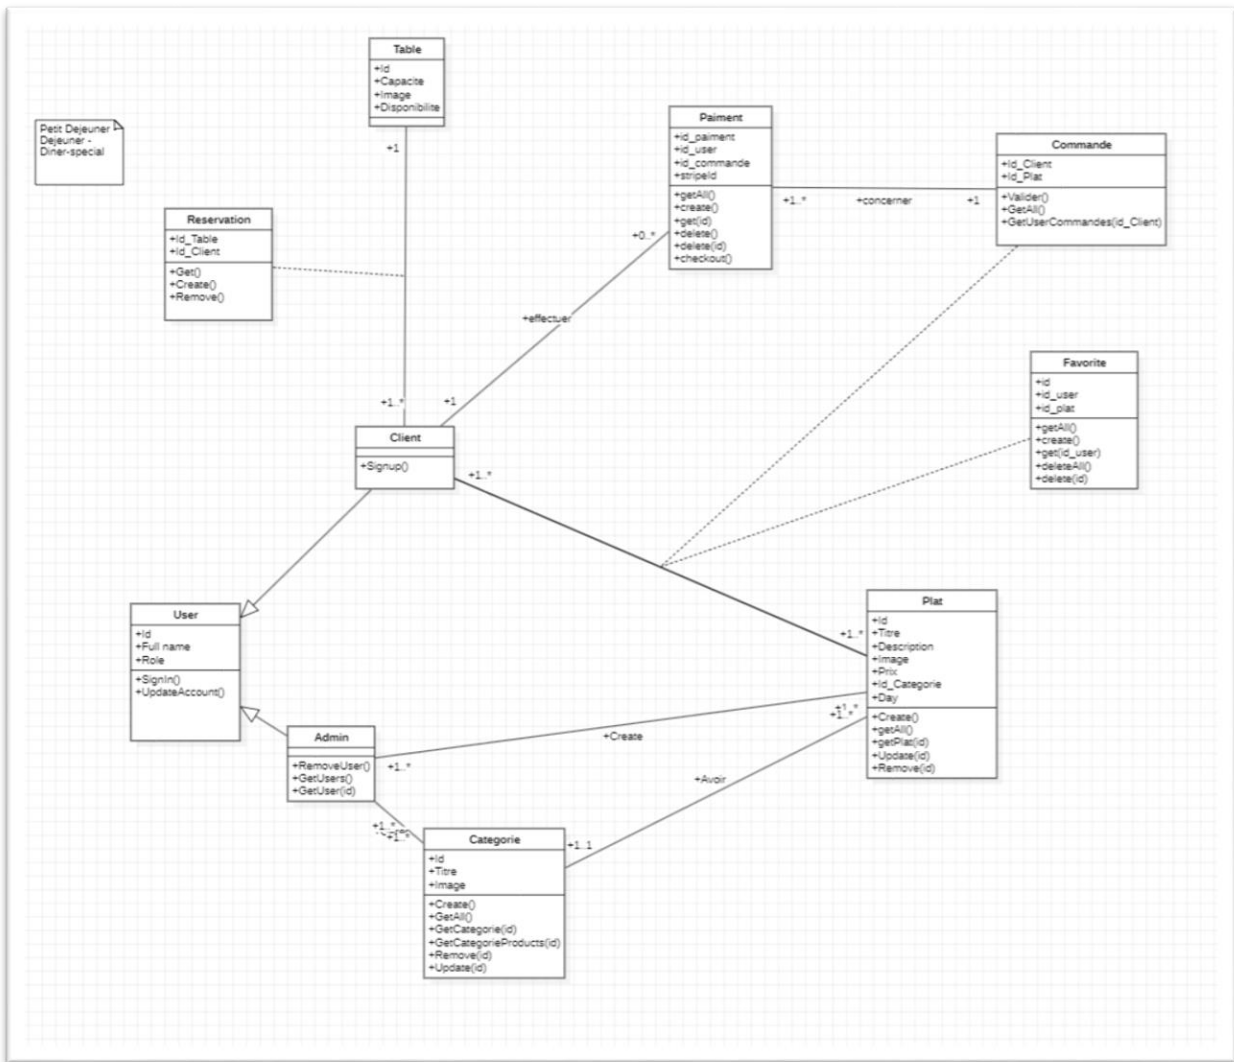 Table
+Id
+Capacite
+Image
+Disponibilite
Petit Dejeuner
Dejeuner -
Diner-special
+1
Paiment
+id_paiment
+id_user
+id_commande
+stripeId
+getAll()
+create()
+get(id)
+delete()
+delete(id)
+checkout()
Commande
+Id_Client
+Id_Plat
+Valider()
+GetAll()
+GetUserCommandes(id_Client)
+1..*
+concerner
+1
Reservation
+Id_Table
+Id_Client
+Get()
+Create()
+Remove()
+0..*
+effectuer
+1..*
+1
Favorite
+id
+id_user
+id_plat
+getAll()
+create()
+get(id_user)
+deleteAll()
+delete(id)
Client
+Signup()
+1..*
User
+Id
+Full name
+Role
+SignIn()
+UpdateAccount()
+1..*
Plat
+Id
+Titre
+Description
+Image
+Prix
+Id_Categorie
+Day
+Create()
+getAll()
+getPlat(id)
+Update(id)
+Remove(id)
+1..*
+Create
Admin
+RemoveUser()
+GetUsers()
+GetUser(id)
+1..*
+Avoir
+1..*
+1..*
Categorie
+Id
+Titre
+Image
+Create()
+GetAll()
+GetCategorie(id)
+GetCategorieProducts(id)
+Remove(id)
+Update(id)
+1..1